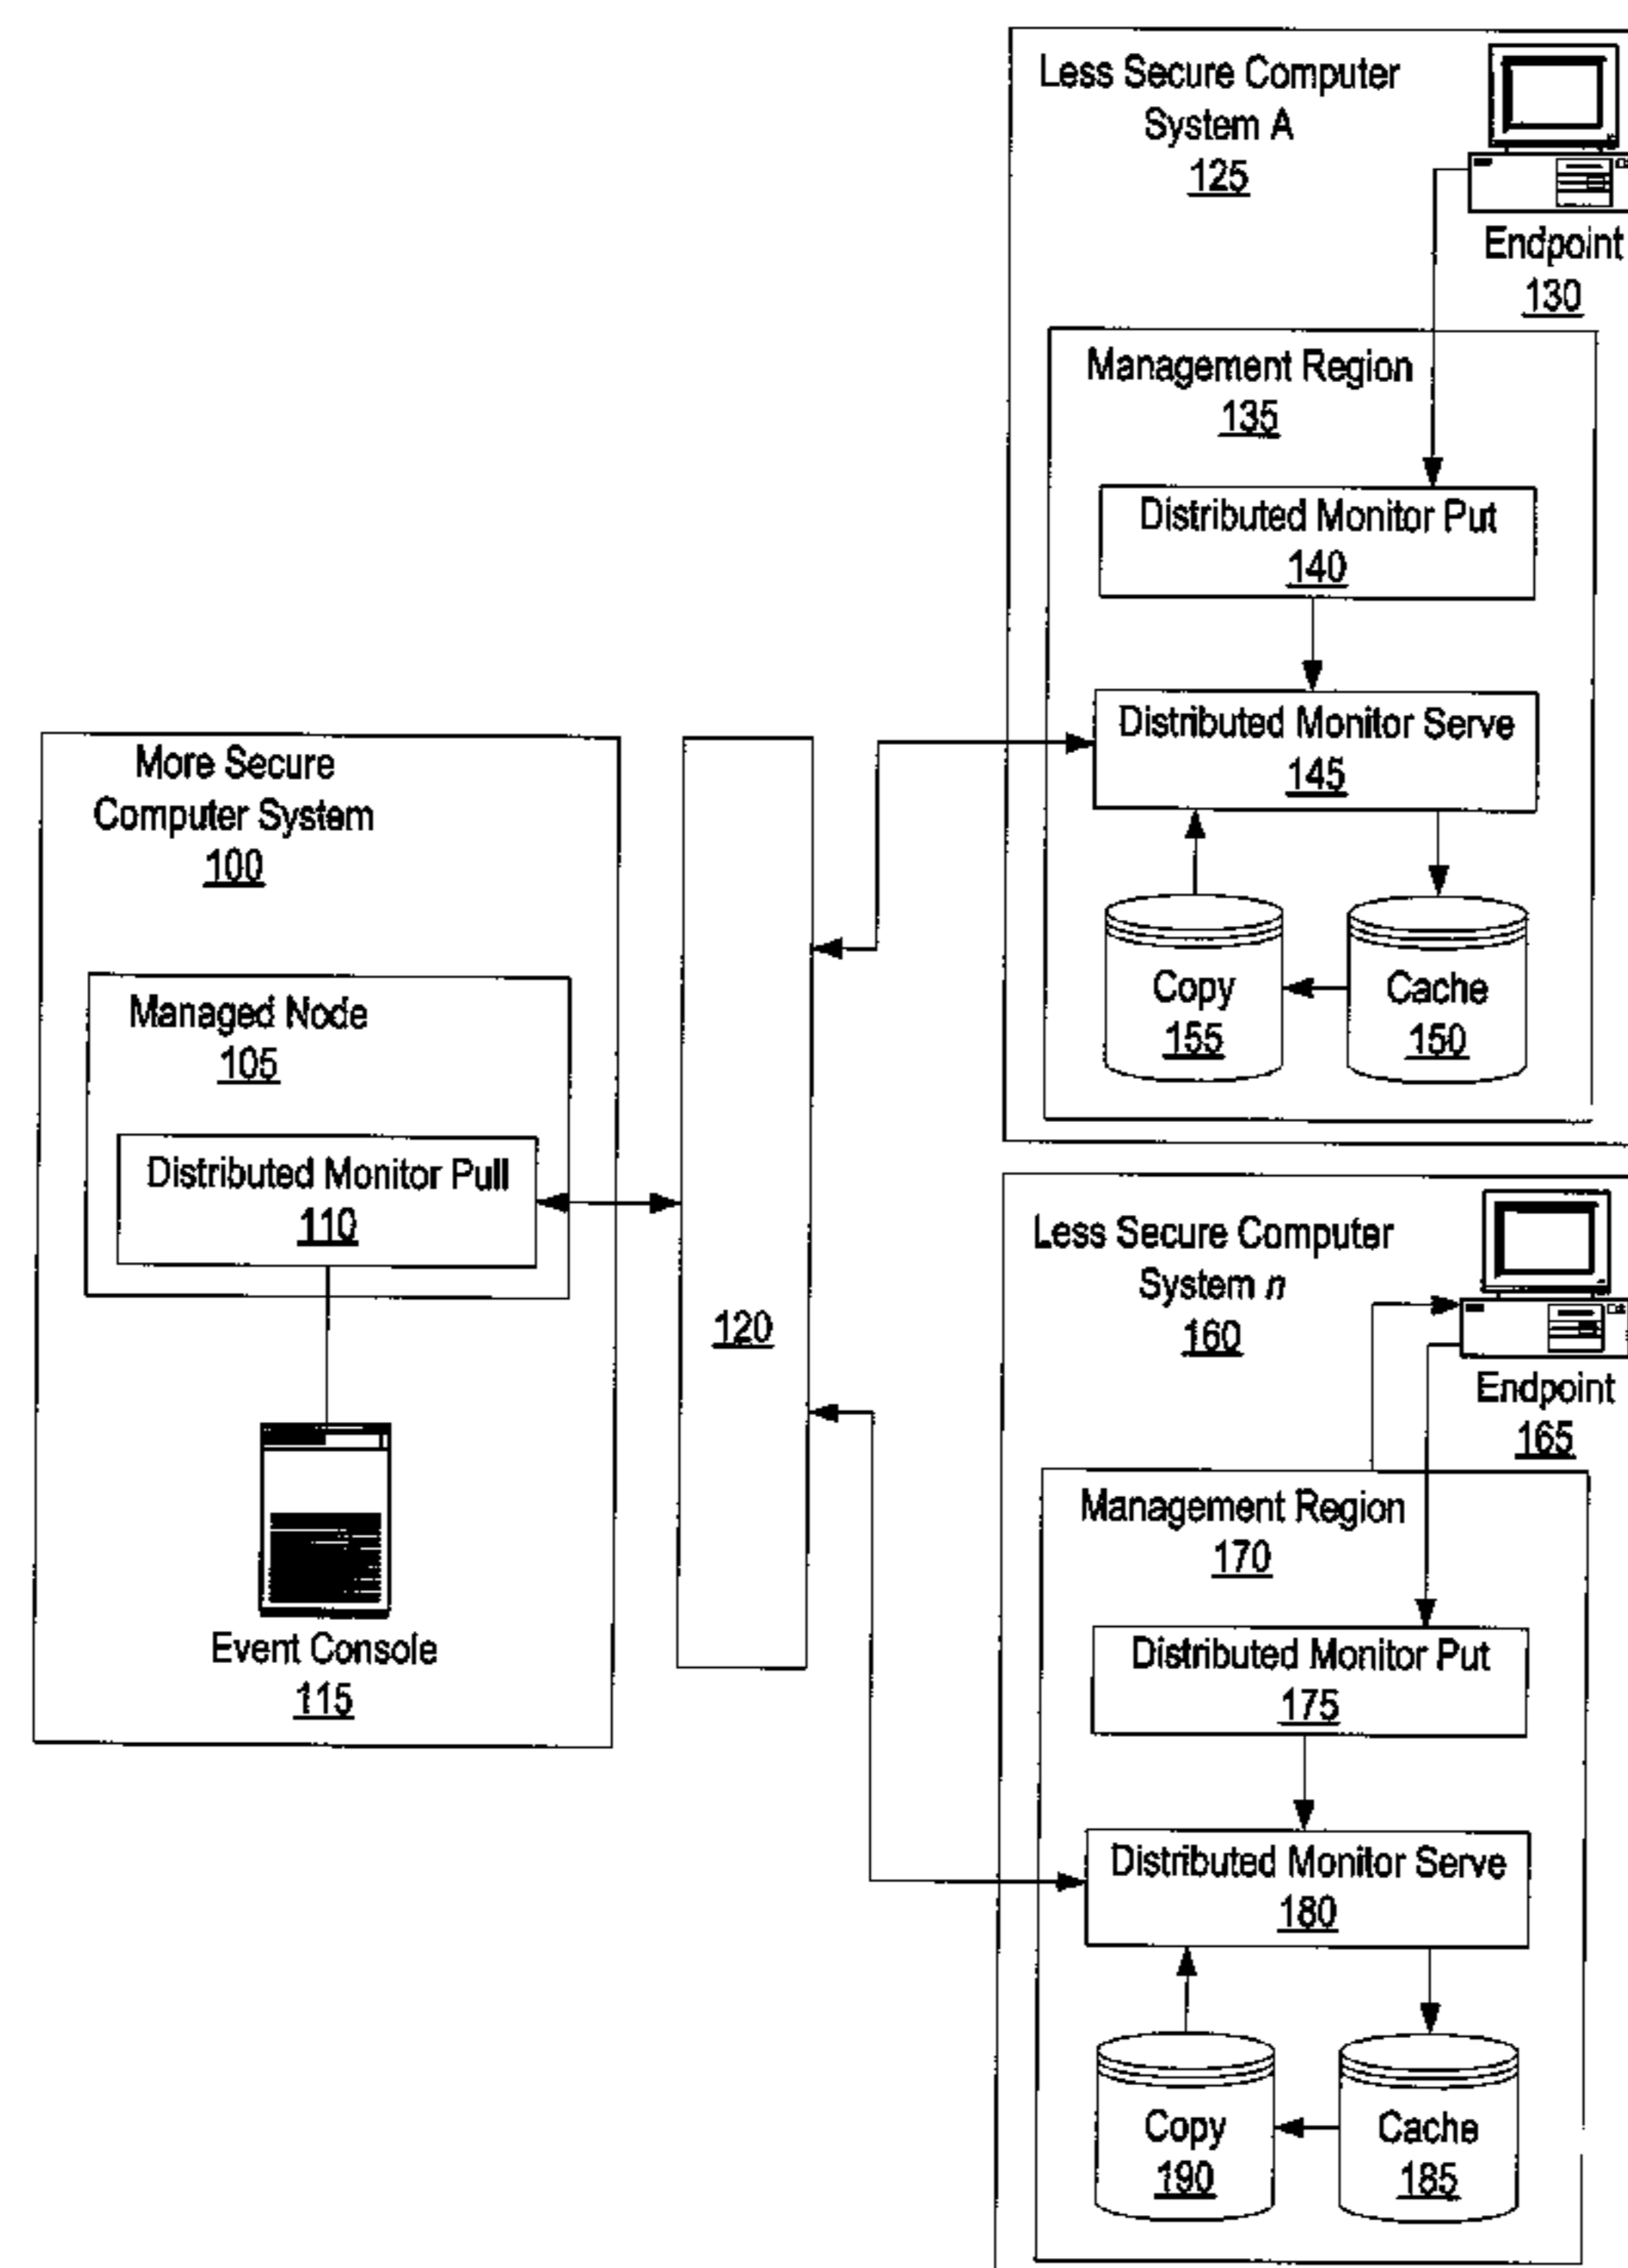 Less Secure Computer
System A
125
Endpoint
130
Management Region
135
Distributed Monitor Put
140
Distributed Monitor Serve
145
Copy
155
Cache
150
More Secure
Computer System
100
Managed Node
105
Distributed Monitor Pull
110
Event Console
115
120
Less Secure Computer
System n
160
Endpoint
165
Management Region
170
Distributed Monitor Put
175
Distributed Monitor Serve
180
Copy
190
Cache
185